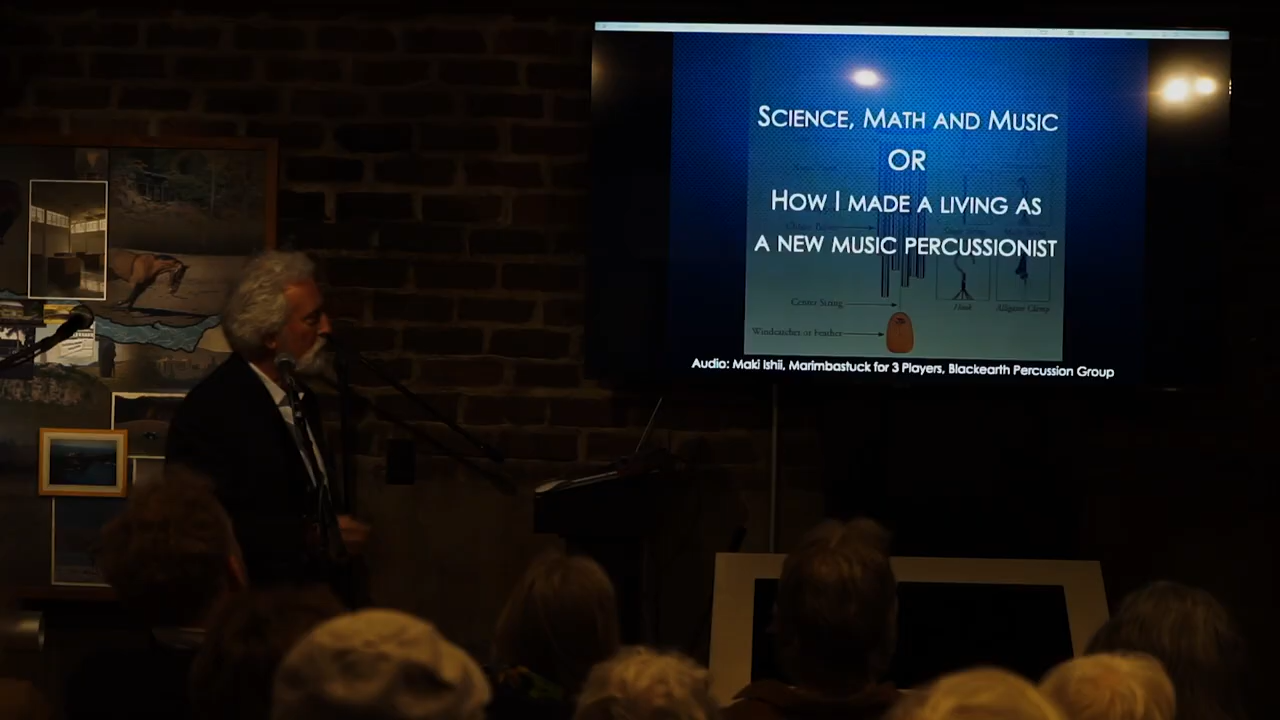 Science, Math and Music
OR
How I made a living as
a new music percussionist
Center String
Hook
Alligator Clamp
Windcatcher or Feather
Audio: Maki Ishii, Marimbastuck for 3 Players, Blackearth Percussion Group